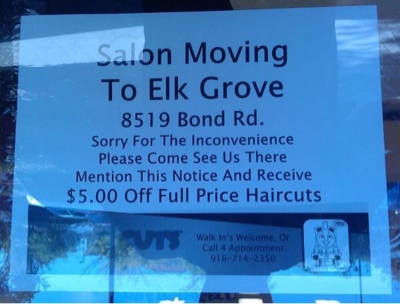 Salon Moving
To Elk Grove
8519 Bond Rd.
Sorry For The Inconvenience
Please Come See Us There
Mention This Notice And Receive
$5.00 Off Full Price Haircuts
Walk In's Welcome, Or
Call 4 Appointment
916-714-2350